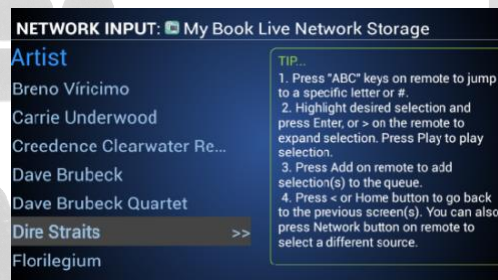 NETWORK INPUT: My Book Live Network Storage
Artist
Breno Víricimo
Carrie Underwood
Creedence Clearwater Re...
Dave Brubeck
Dave Brubeck Quartet
Dire Straits >>
Florilegium
TIP...
1. Press "ABC" keys on remote to jump
to a specific letter or #.
2. Highlight desired selection and
press Enter, or > on the remote to
expand selection. Press Play to play
selection.
3. Press Add on remote to add
selection(s) to the queue.
4. Press < or Home button to go back
to the previous screen(s). You can also
press Network button on remote to
select a different source.